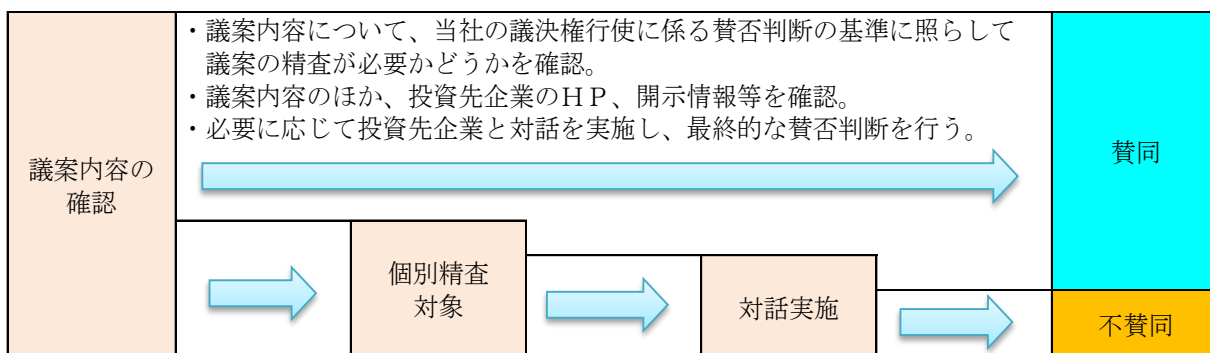 ・議案内容について、当社の議決権行使に係る賛否判断の基準に照らして
議案の精査が必要かどうかを確認。
・議案内容のほか、投資先企業のＨＰ、開示情報等を確認。
・必要に応じて投資先企業と対話を実施し、最終的な賛否判断を行う。
議案内容の
確認
賛同
個別精査
対象
対話実施
不賛同